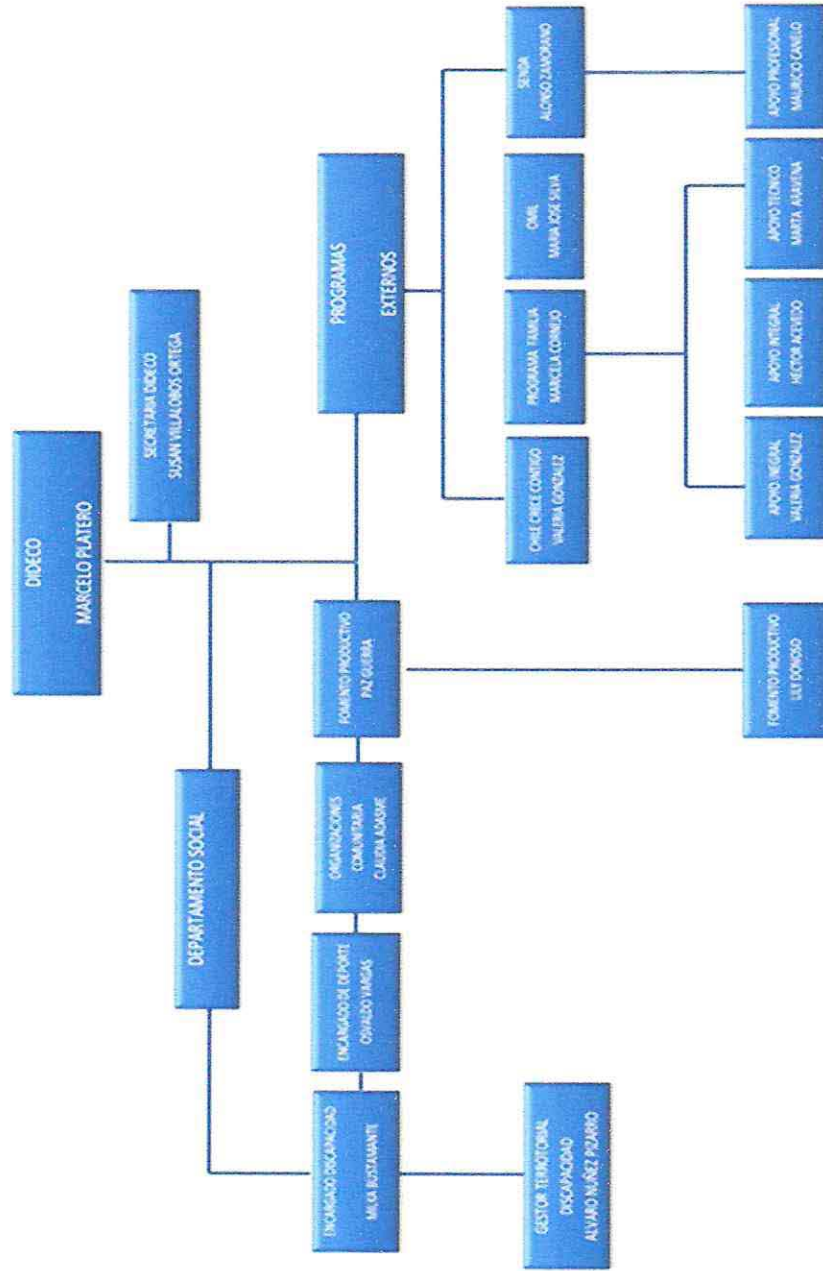 DIDECO
MARCELO PLATERO
SECRETARIA DIDECO
SUSAN VILLALOBOS ORTEGA
DEPARTAMENTO SOCIAL
PROGRAMAS
EXTERNOS
ENCARGADO DISCAPACIDAD
MILKA BUSTAMANTE
ENCARGADO DE DEPORTE
OSVALDO VARGAS
ORGANIZACIONES
COMUNITARIA
CLAUDIA ADASME
FOMENTO PRODUCTIVO
PAZ GUERRA
CHILE CRICE CONTIGO
VALERIA GONZALEZ
PROGRAMA FAMILIA
MARCELA CORNEJO
OMIL
MARIA JOSE SILVA
SENDA
ALONSO ZAMORANO
GESTOR TERROTORIAL
DISCAPACIDAD
ALVARO NUÑEZ PIZARRO
FOMENTO PRODUCTIVO
LILY DONOSO
APOYO. INEGRAL
VALERIA GONZALEZ
APOYO INTEGRAL
HECTOR ACEVEDO
APOYO TECNICO
MARTA ARAVENA
APOYO PROFESIONAL
MAURICIO CANELO